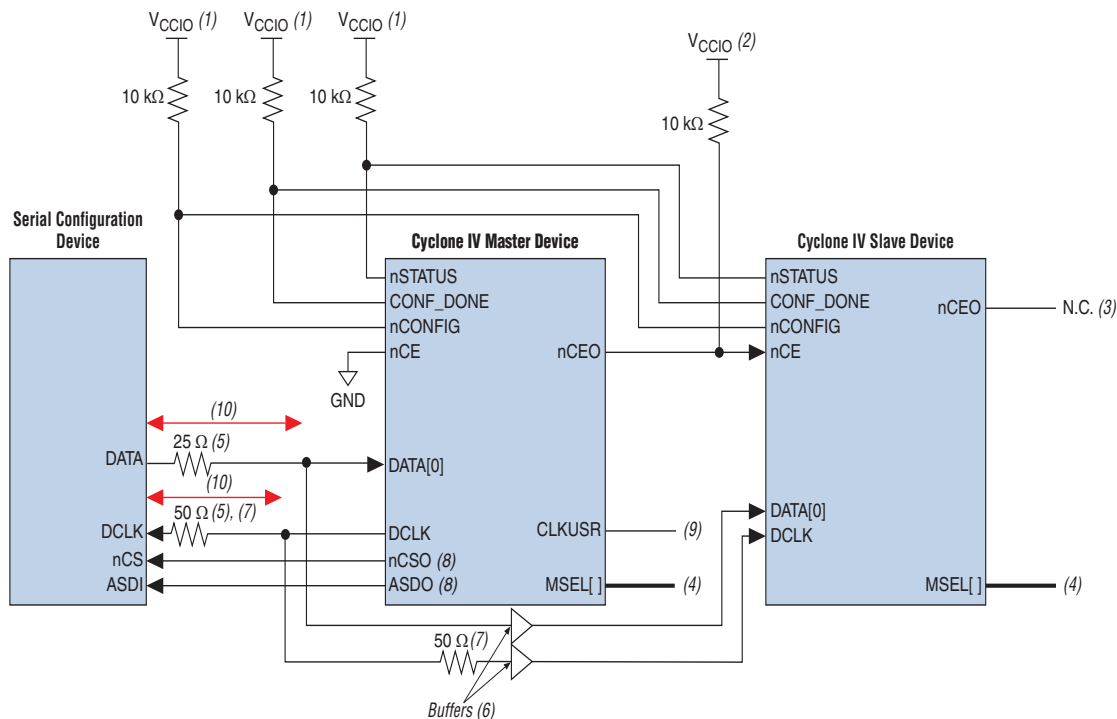 VCCIO (1)
VCCIO (1)
VCCIO (1)
VCCIO (2)
10 kΩ
10 kΩ
10 kΩ
10 kΩ
Serial Configuration
Device
Cyclone IV Master Device
Cyclone IV Slave Device
nSTATUS
CONF_DONE
nCONFIG
nCE
nCEO
GND
nSTATUS
CONF_DONE
nCONFIG
nCE
nCEO
N.C. (3)
(10)
25 Ω (5)
DATA
DATA[0]
(10)
50 Ω (5), (7)
DCLK
DCLK
nCS
nCSO (8)
ASDI
ASDO (8)
CLKUSR
(9)
MSEL[ ]
(4)
DATA[0]
DCLK
MSEL[ ]
(4)
50 Ω (7)
Buffers (6)